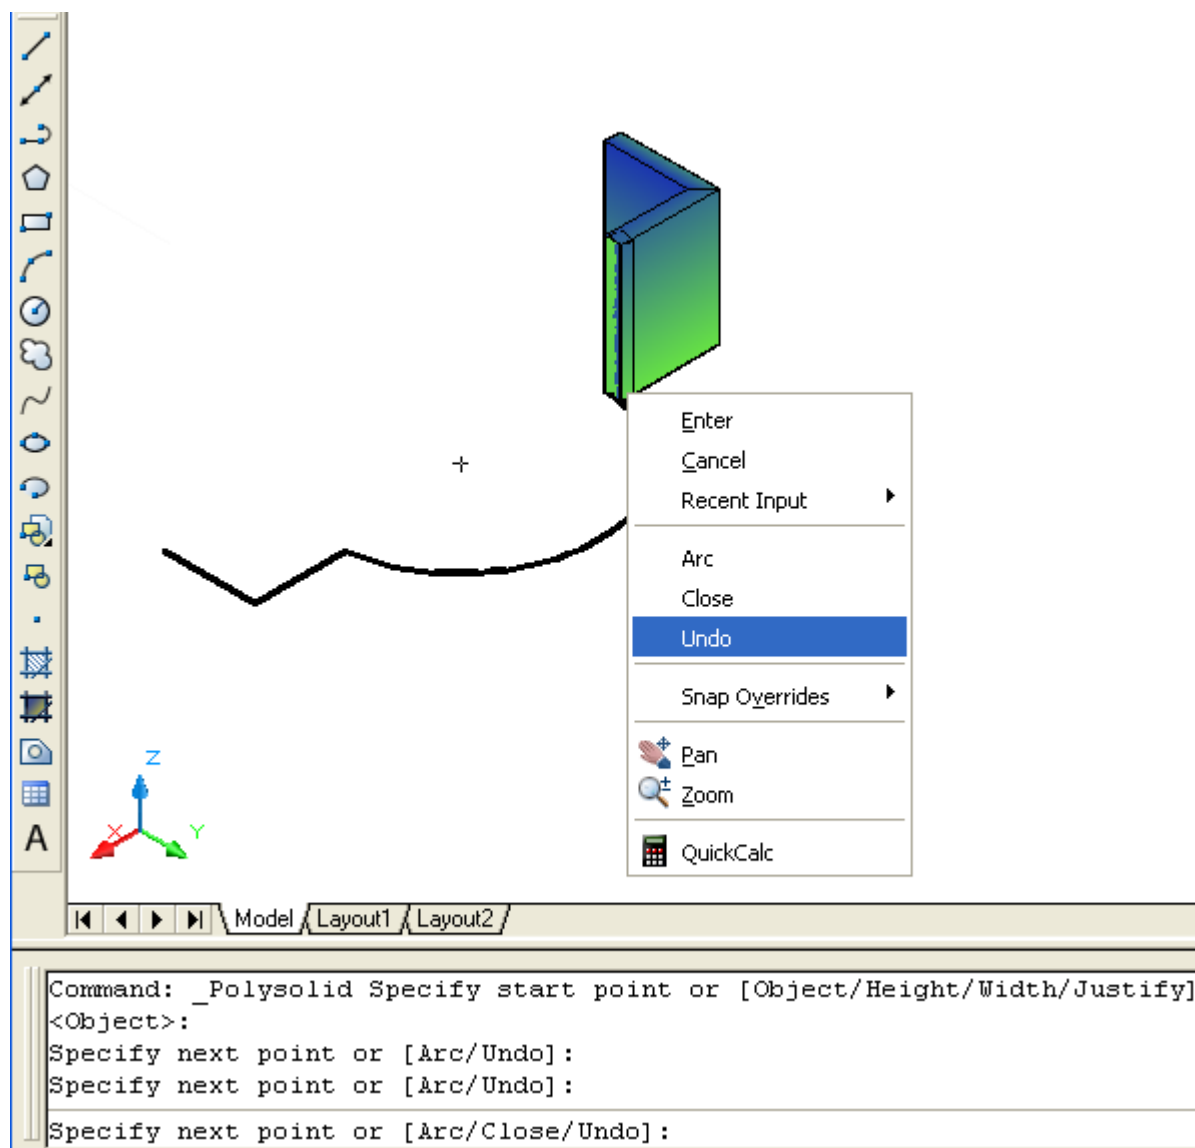 Enter
Cancel
Recent Input
Arc
Close
Undo
Snap Overrides
Pan
Zoom
QuickCalc
Z
X
Y
A
Model Layout1 Layout2
Command: _Polysolid Specify start point or [Object/Height/Width/Justify]
<Object>:
Specify next point or [Arc/Undo]:
Specify next point or [Arc/Undo]:
Specify next point or [Arc/Close/Undo]: